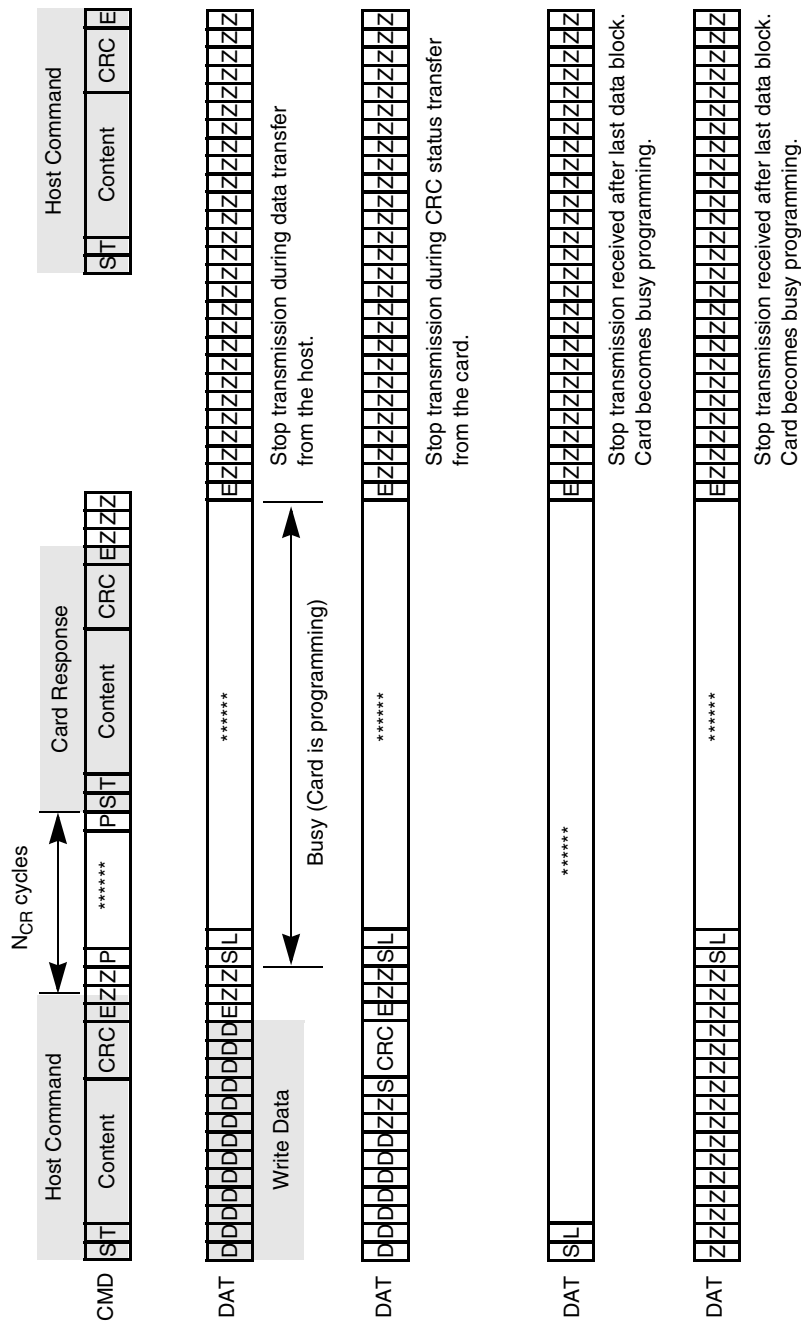 N_CR cycles
Host Command
Card Response
Host Command
CMD S T Content CRC E Z Z P ****** P S T Content CRC E Z Z Z S T Content CRC E
DAT D D D D D D D D D D D D D E Z Z S L ****** E Z Z Z Z Z Z Z Z Z Z Z Z Z Z Z Z Z Z Z Z Z Z Z Z Z Z
Write Data
Busy (Card is programming)
Stop transmission during data transfer
from the host.
DAT D D D D D D D Z Z S CRC E Z Z S L ****** E Z Z Z Z Z Z Z Z Z Z Z Z Z Z Z Z Z Z Z Z Z Z Z Z Z Z
Stop transmission during CRC status transfer
from the card.
DAT S L ****** E Z Z Z Z Z Z Z Z Z Z Z Z Z Z Z Z Z Z Z Z Z Z Z Z Z Z
Stop transmission received after last data block.
Card becomes busy programming.
DAT Z Z Z Z Z Z Z Z Z Z Z Z Z Z Z Z S L ****** E Z Z Z Z Z Z Z Z Z Z Z Z Z Z Z Z Z Z Z Z Z Z Z Z Z Z
Stop transmission received after last data block.
Card becomes busy programming.